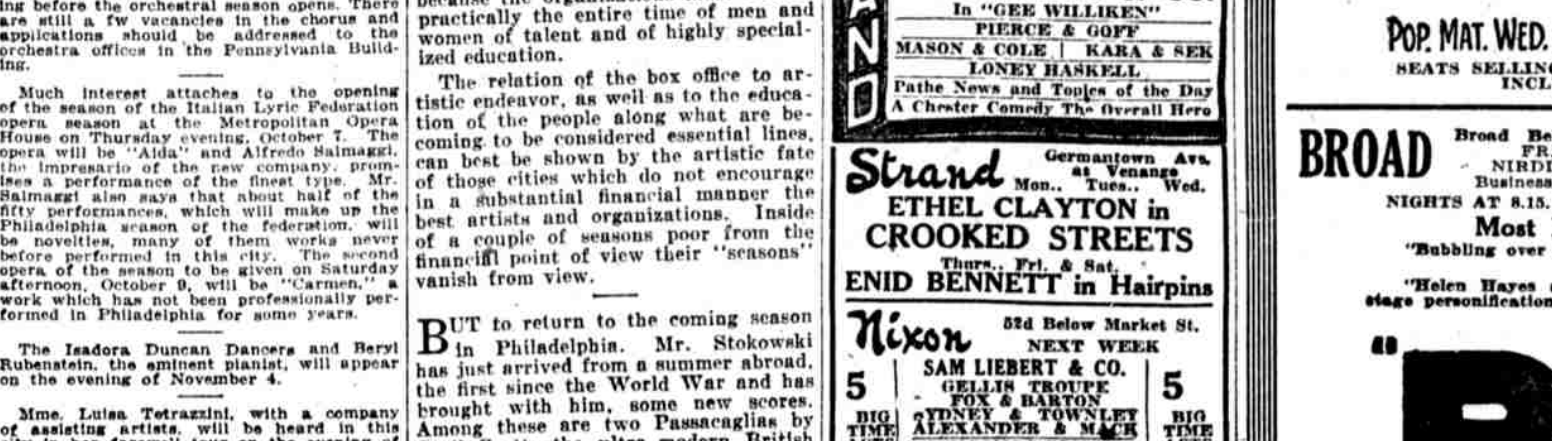 ing before the orchestral season opens. There
are still a fw vacancies in the chorus and
applications should be addressed to the
orchestra offices in the Pennsylvania Build-
ing.
Much interest attaches to the opening
of the season of the Italian Lyric Federation
opera season at the Metropolitan Opera
House on Thursday evening, October 7. The
opera will be "Aida" and Alfredo Salmaggi,
the impresario of the new company, prom-
ises a performance of the finest type. Mr.
Salmaggi also says that about half of the
fifty performances, which will make up the
Philadelphia season of the federation, will
be novelties, many of them works never
before performed in this city. The second
opera of the season to be given on Saturday
afternoon, October 9, will be "Carmen," a
work which has not been professionally per-
formed in Philadelphia for some years.
The Isadora Duncan Dancers and Beryl
Rubenstein, the eminent pianist, will appear
on the evening of November 4.
Mme. Luisa Tetrazzini, with a company
of assisting artists, will be heard in this
practically the entire time of men and
women of talent and of highly special-
ized education.
The relation of the box office to ar-
tistic endeavor, as well as to the educa-
tion of the people along what are be-
coming to be considered essential lines,
can best be shown by the artistic fate
of those cities which do not encourage
in a substantial financial manner the
best artists and organizations. Inside
of a couple of seasons poor from the
financial point of view their "seasons"
vanish from view.
BUT to return to the coming season
in Philadelphia. Mr. Stokowski
has just arrived from a summer abroad,
the first since the World War and has
brought with him, some new scores.
Among these are two Passacaglias by
AND
In "GEE WILLIKEN"
PIERCE & GOFF
MASON & COLE | KARA & SEK
LONEY HASKELL
Pathe News and Topics of the Day
A Chester Comedy The Overall Hero
Strand Germantown Ave.
at Venango
Mon., Tues., Wed.
ETHEL CLAYTON in
CROOKED STREETS
Thurs., Fri. & Sat.
ENID BENNETT in Hairpins
Nixon 52d Below Market St.
NEXT WEEK
5 BIG TIME
SAM LIEBERT & CO.
GELLIS TROUPE
FOX & BARTON
SYDNEY & TOWNLEY
ALEXANDER & MACK
5 BIG TIME
POP. MAT. WED.
SEATS SELLING
INCL
BROAD Broad Be
FR
NIRDL
Business
NIGHTS AT 8.15.
Most
"Bubbling over
"Helen Hayes
stage personification